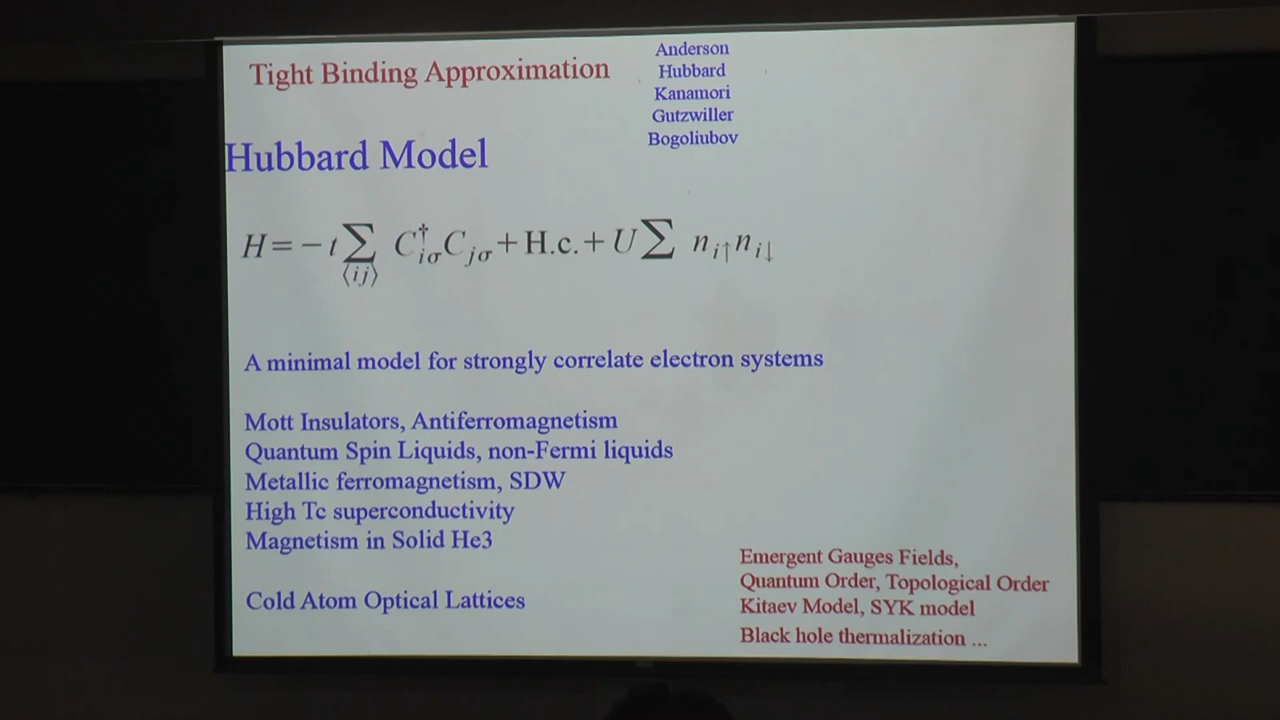 Tight Binding Approximation
Anderson
Hubbard
Kanamori
Gutzwiller
Bogoliubov
Hubbard Model
H = − t ∑⟨ij⟩ C†iσ Cjσ + H.c. + U ∑ ni↑ ni↓
A minimal model for strongly correlate electron systems
Mott Insulators, Antiferromagnetism
Quantum Spin Liquids, non-Fermi liquids
Metallic ferromagnetism, SDW
High Tc superconductivity
Magnetism in Solid He3
Cold Atom Optical Lattices
Emergent Gauges Fields,
Quantum Order, Topological Order
Kitaev Model, SYK model
Black hole thermalization ...